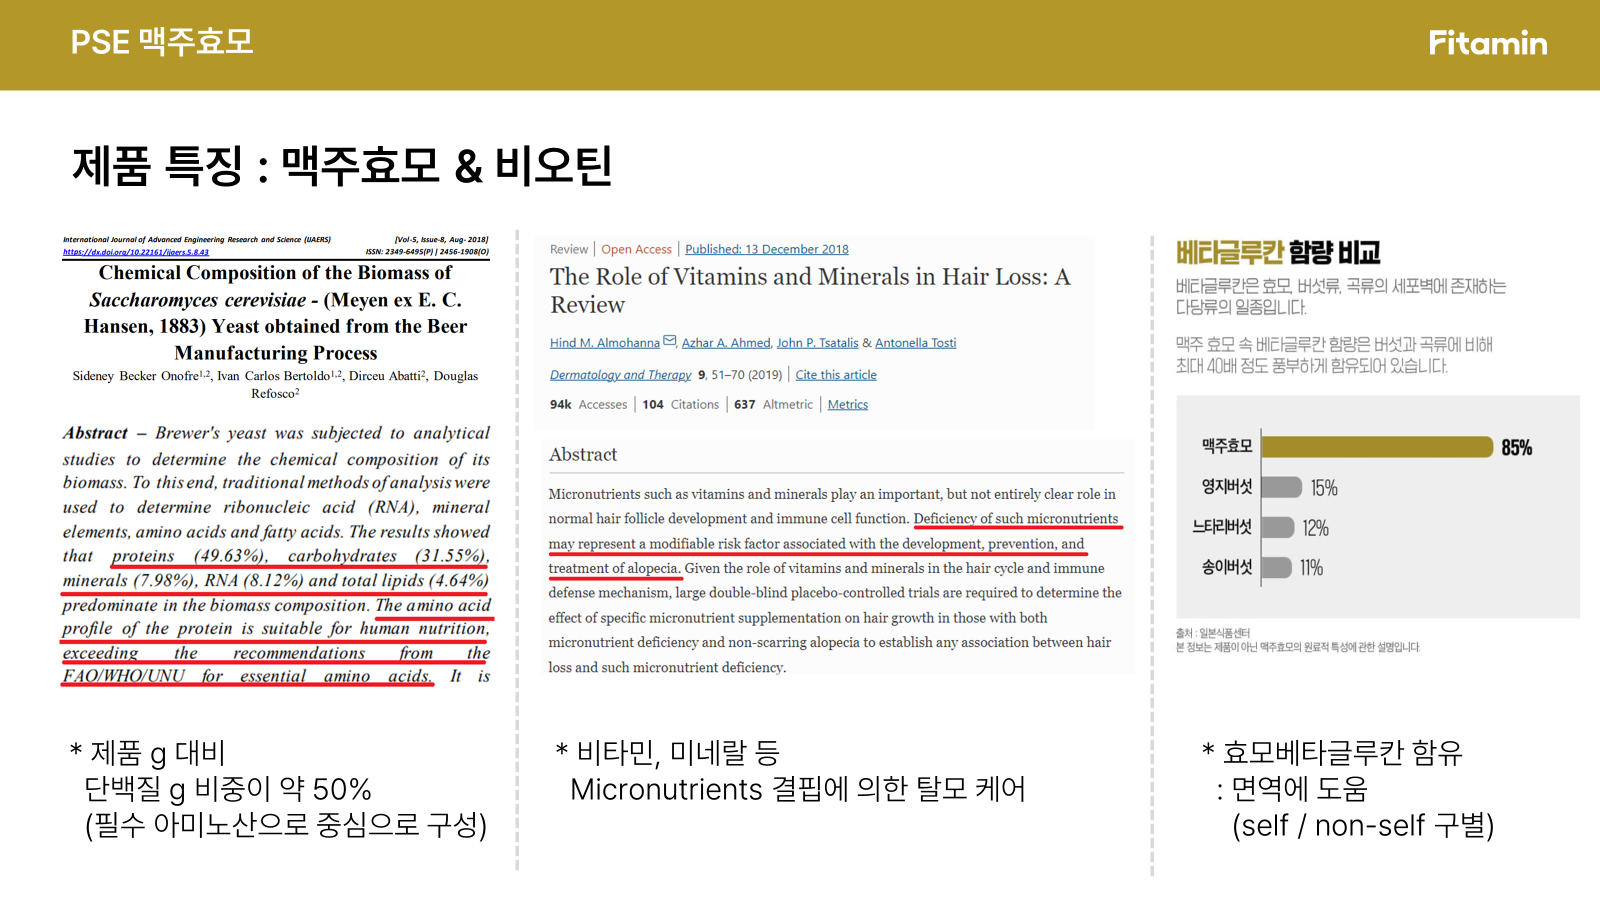 PSE 맥주효모
Fitamin
제품 특징 : 맥주효모 & 비오틴
International Journal of Advanced Engineering Research and Science (IJAERS)
[Vol-5, Issue-8, Aug- 2018]
https://dx.doi.org/10.22161/ijaers.5.8.43
ISSN: 2349-6495(P) | 2456-1908(O)
Chemical Composition of the Biomass of
Saccharomyces cerevisiae - (Meyen ex E. C.
Hansen, 1883) Yeast obtained from the Beer
Manufacturing Process
Sideney Becker Onofre1,2, Ivan Carlos Bertoldo1,2, Dirceu Abatti2, Douglas
Refosco2
Abstract – Brewer's yeast was subjected to analytical
studies to determine the chemical composition of its
biomass. To this end, traditional methods of analysis were
used to determine ribonucleic acid (RNA), mineral
elements, amino acids and fatty acids. The results showed
that proteins (49.63%), carbohydrates (31.55%),
minerals (7.98%), RNA (8.12%) and total lipids (4.64%)
predominate in the biomass composition. The amino acid
profile of the protein is suitable for human nutrition,
exceeding the recommendations from the
FAO/WHO/UNU for essential amino acids. It is
* 제품 g 대비
단백질 g 비중이 약 50%
(필수 아미노산으로 중심으로 구성)
Review | Open Access | Published: 13 December 2018
The Role of Vitamins and Minerals in Hair Loss: A
Review
Hind M. Almohanna, Azhar A. Ahmed, John P. Tsatalis & Antonella Tosti
Dermatology and Therapy 9, 51–70 (2019) | Cite this article
94k Accesses | 104 Citations | 637 Altmetric | Metrics
Abstract
Micronutrients such as vitamins and minerals play an important, but not entirely clear role in
normal hair follicle development and immune cell function. Deficiency of such micronutrients
may represent a modifiable risk factor associated with the development, prevention, and
treatment of alopecia. Given the role of vitamins and minerals in the hair cycle and immune
defense mechanism, large double-blind placebo-controlled trials are required to determine the
effect of specific micronutrient supplementation on hair growth in those with both
micronutrient deficiency and non-scarring alopecia to establish any association between hair
loss and such micronutrient deficiency.
* 비타민, 미네랄 등
Micronutrients 결핍에 의한 탈모 케어
베타글루칸 함량 비교
베타글루칸은 효모, 버섯류, 곡류의 세포벽에 존재하는
다당류의 일종입니다.
맥주 효모 속 베타글루칸 함량은 버섯과 곡류에 비해
최대 40배 정도 풍부하게 함유되어 있습니다.
맥주효모 85%
영지버섯 15%
느타리버섯 12%
송이버섯 11%
출처 : 일본식품센터
본 정보는 제품이 아닌 맥주효모의 원료적 특성에 관한 설명입니다.
* 효모베타글루칸 함유
: 면역에 도움
(self / non-self 구별)